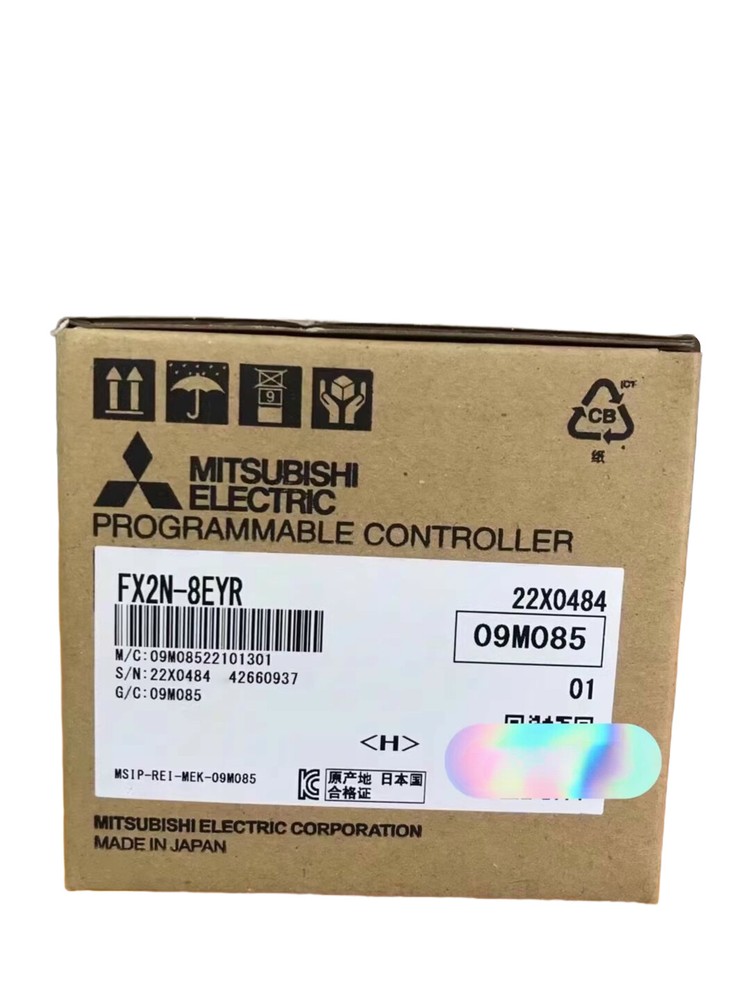 9
ICT
CB
纸
MITSUBISHI
ELECTRIC
PROGRAMMABLE CONTROLLER
FX2N-8EYR
22X0484
09M085
M/C:09M08522101301
S/N:22X0484 42660937
G/C:09M085
01
<H>
MSIP-REI-MEK-09M085
原产地 日本国
合格证
MITSUBISHI ELECTRIC CORPORATION
MADE IN JAPAN